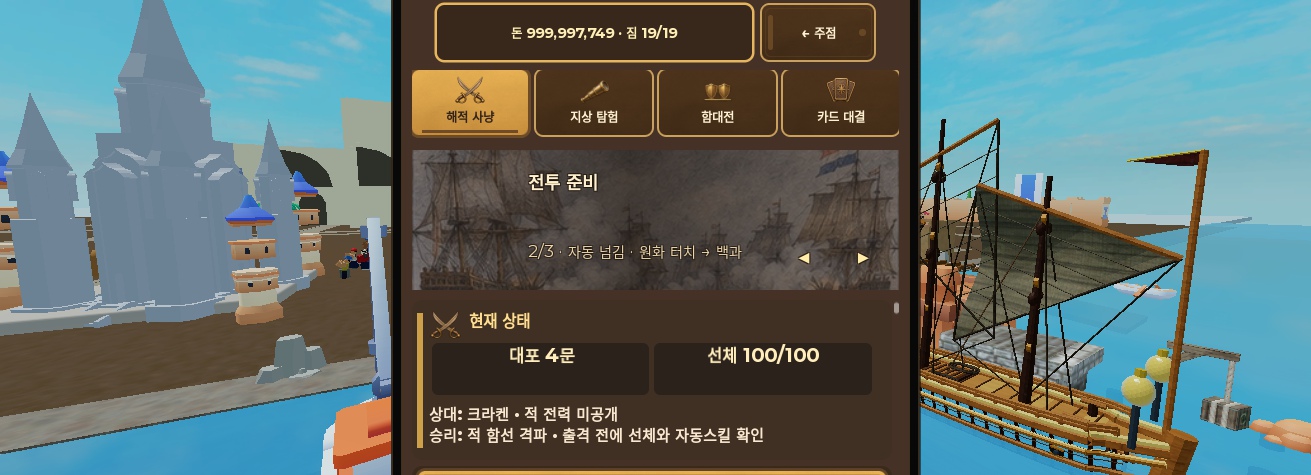 돈 999,997,749 · 짐 19/19
← 주점
해적 사냥
지상 탐험
함대전
카드 대결
전투 준비
2/3 · 자동 넘김 · 원화 터치 → 백과
◀ ▶
현재 상태
대포 4문
선체 100/100
상대: 크라켄 • 적 전력 미공개
승리: 적 함선 격파 • 출격 전에 선체와 자동스킬 확인